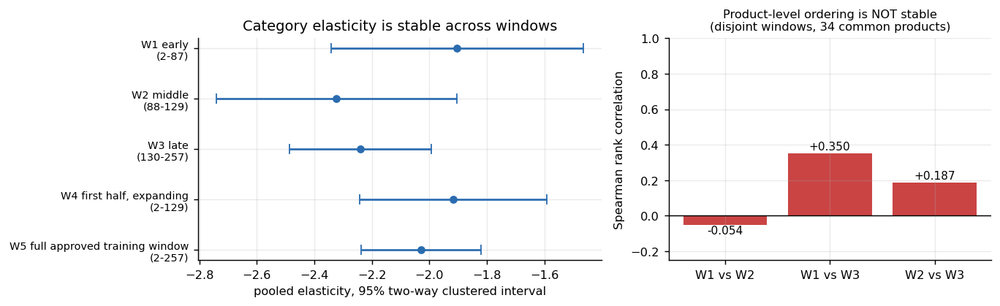 Category elasticity is stable across windows
W1 early
(2-87)
W2 middle
(88-129)
W3 late
(130-257)
W4 first half, expanding
(2-129)
W5 full approved training window
(2-257)
−2.8 −2.6 −2.4 −2.2 −2.0 −1.8 −1.6
pooled elasticity, 95% two-way clustered interval
Product-level ordering is NOT stable
(disjoint windows, 34 common products)
Spearman rank correlation
1.0
0.8
0.6
0.4
0.2
0.0
−0.2
-0.054
+0.350
+0.187
W1 vs W2 W1 vs W3 W2 vs W3